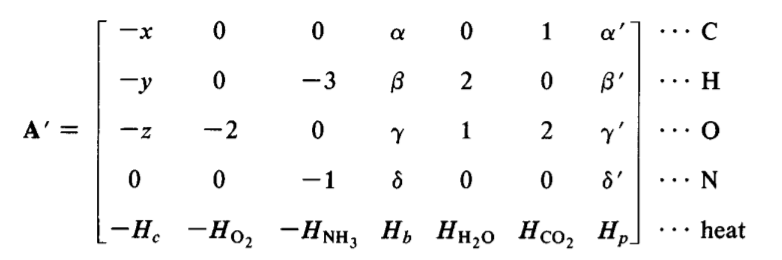 −x 0 0 α 0 1 α′ ··· C
−y 0 −3 β 2 0 β′ ··· H
A′ = −z −2 0 γ 1 2 γ′ ··· O
0 0 −1 δ 0 0 δ′ ··· N
−H_c −H_O₂ −H_NH₃ H_b H_H₂O H_CO₂ H_p ··· heat